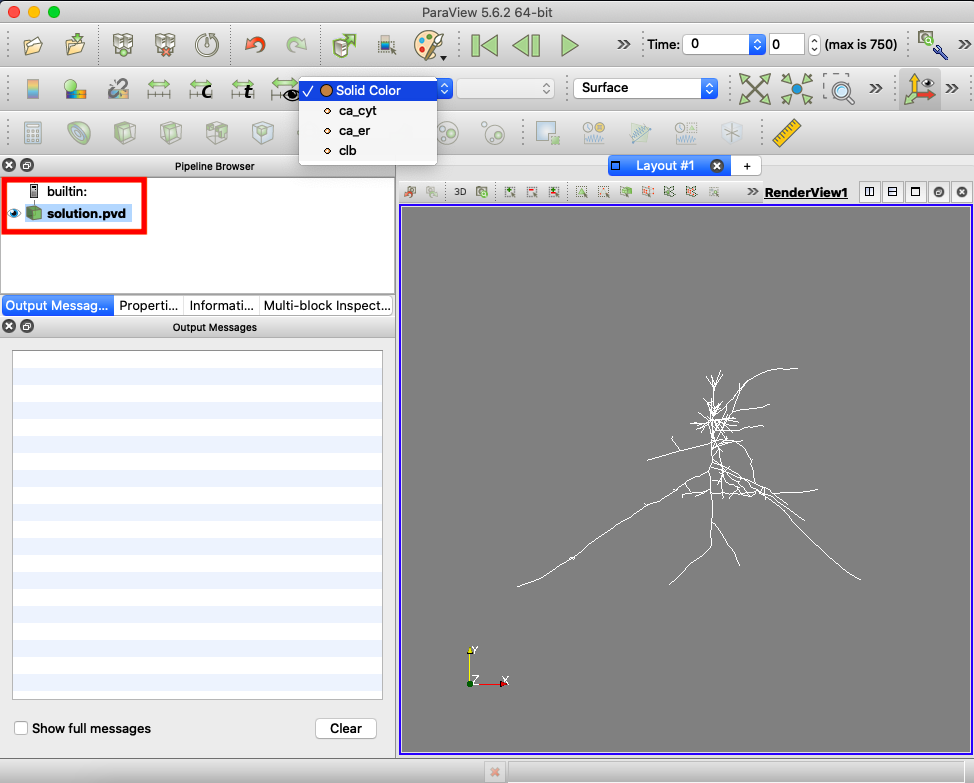 ParaView 5.6.2 64-bit
Time: 0 0 (max is 750)
C t Solid Color Surface
ca_cyt
ca_er
clb
Pipeline Browser
Layout #1 +
builtin:
solution.pvd
3D RenderView1
Output Messag... Properti... Informati... Multi-block Inspect...
Output Messages
Show full messages Clear
Y
Z X